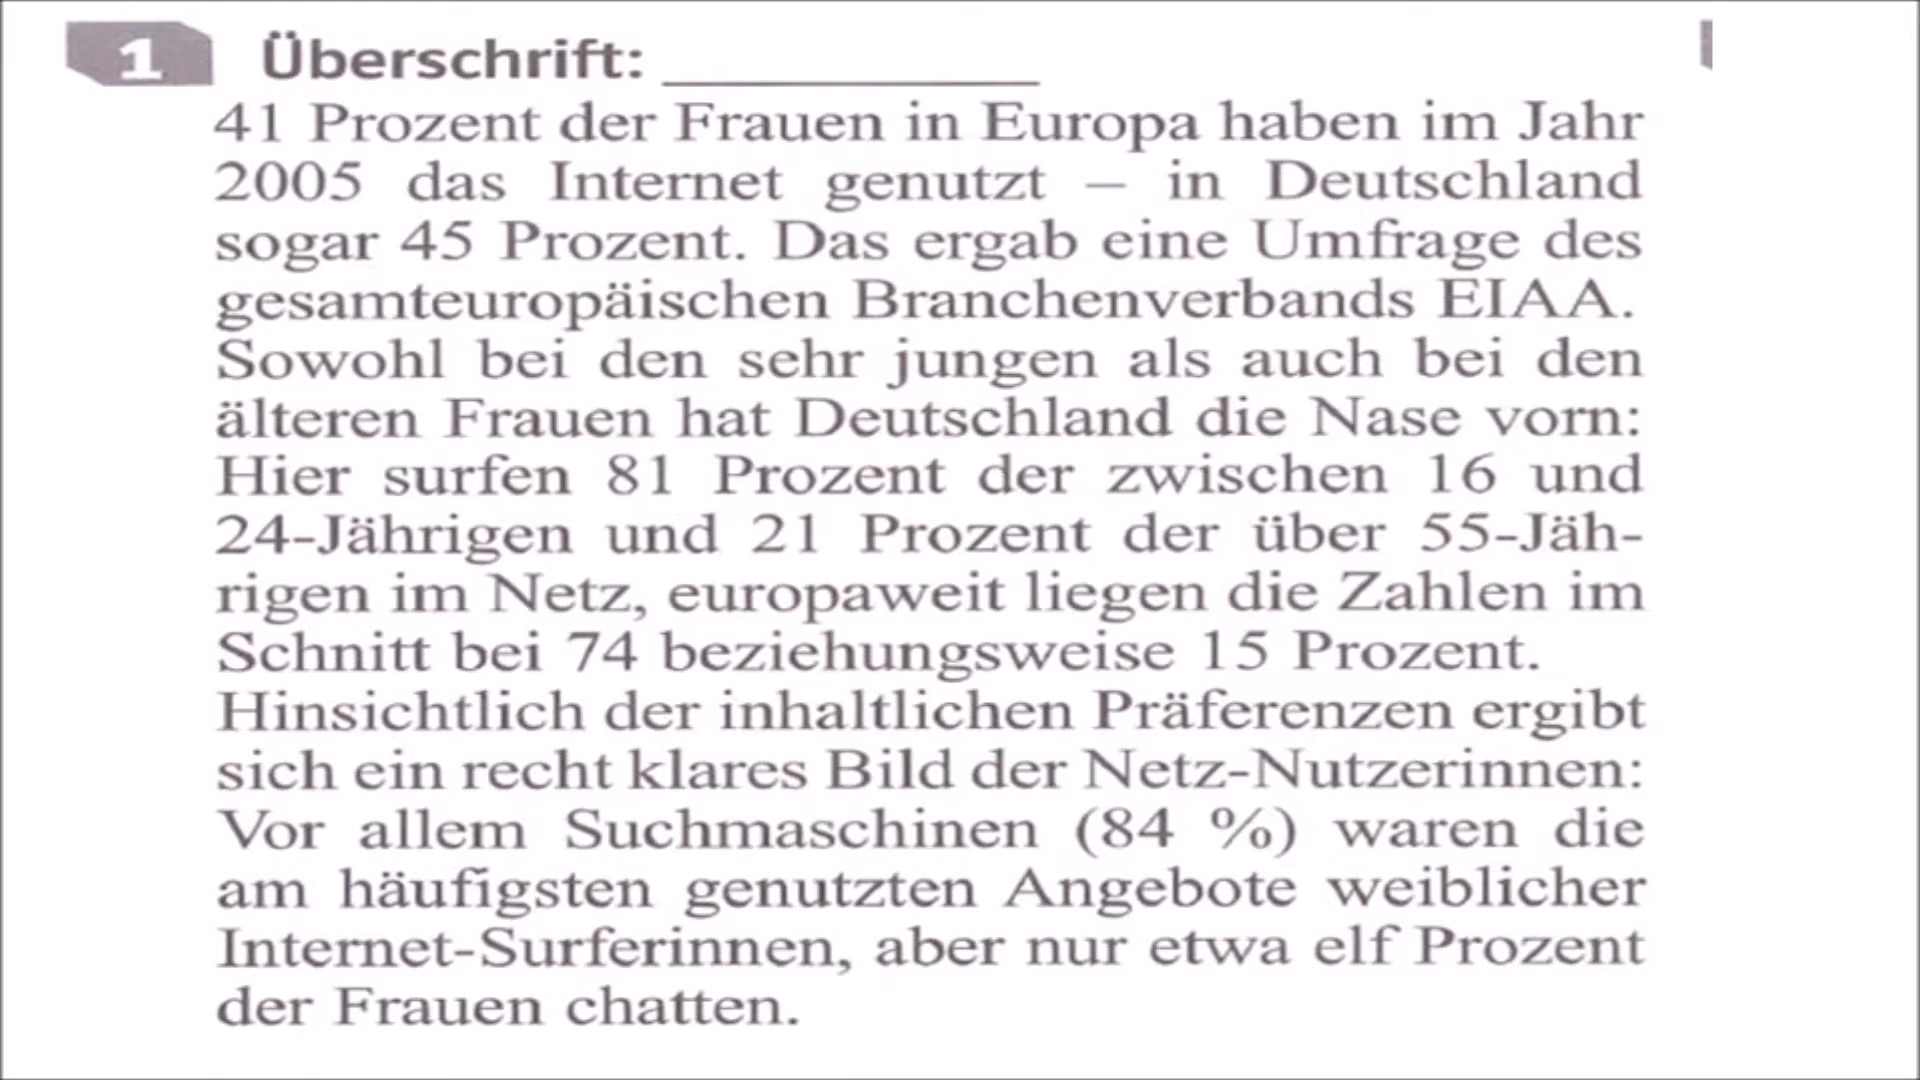 1 Überschrift: ____________
41 Prozent der Frauen in Europa haben im Jahr
2005 das Internet genutzt – in Deutschland
sogar 45 Prozent. Das ergab eine Umfrage des
gesamteuropäischen Branchenverbands EIAA.
Sowohl bei den sehr jungen als auch bei den
älteren Frauen hat Deutschland die Nase vorn:
Hier surfen 81 Prozent der zwischen 16 und
24-Jährigen und 21 Prozent der über 55-Jäh-
rigen im Netz, europaweit liegen die Zahlen im
Schnitt bei 74 beziehungsweise 15 Prozent.
Hinsichtlich der inhaltlichen Präferenzen ergibt
sich ein recht klares Bild der Netz-Nutzerinnen:
Vor allem Suchmaschinen (84 %) waren die
am häufigsten genutzten Angebote weiblicher
Internet-Surferinnen, aber nur etwa elf Prozent
der Frauen chatten.